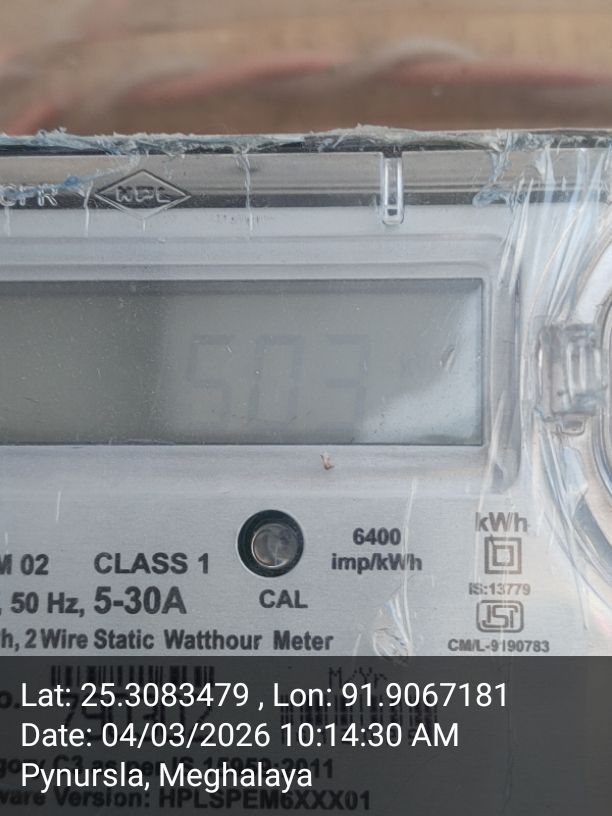 HPL
503
6400
imp/kWh
kWh
CLASS 1
IS:13779
, 50 Hz, 5-30A
CAL
CM/L-9190783
h, 2 Wire Static Watthour Meter
Lat: 25.3083479 , Lon: 91.9067181
Date: 04/03/2026 10:14:30 AM
Pynursla, Meghalaya
Version: HPLSPEM6XXX01